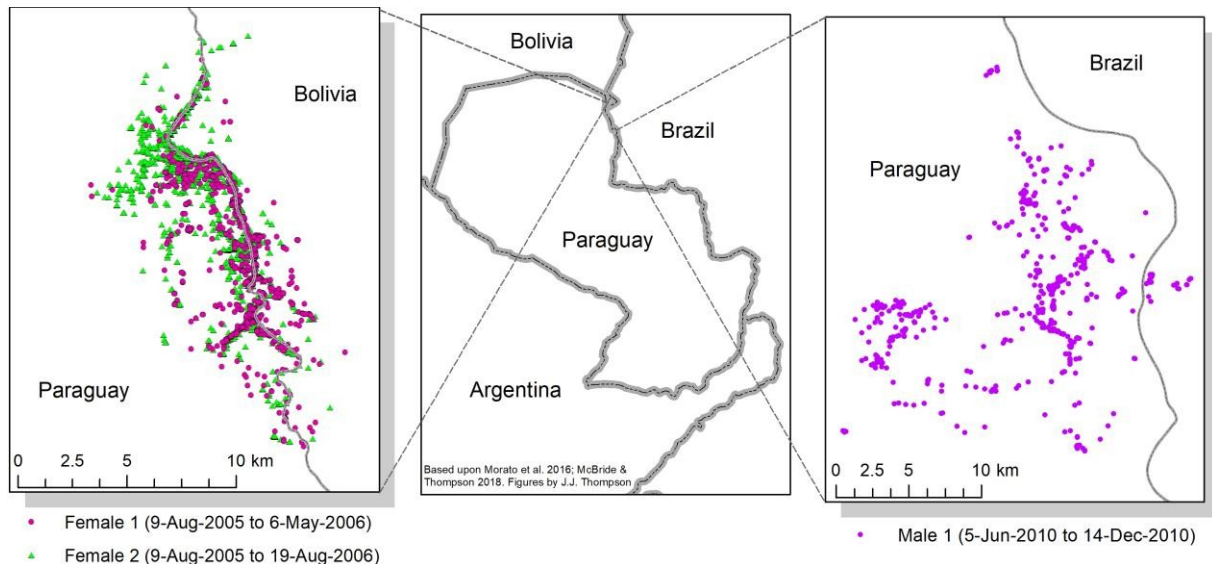 Bolivia
Paraguay
0 2.5 5 10 km
Female 1 (9-Aug-2005 to 6-May-2006)
Female 2 (9-Aug-2005 to 19-Aug-2006)
Bolivia
Brazil
Paraguay
Argentina
Based upon Morato et al. 2016; McBride &
Thompson 2018. Figures by J.J. Thompson
Brazil
Paraguay
0 2.5 5 10 km
Male 1 (5-Jun-2010 to 14-Dec-2010)